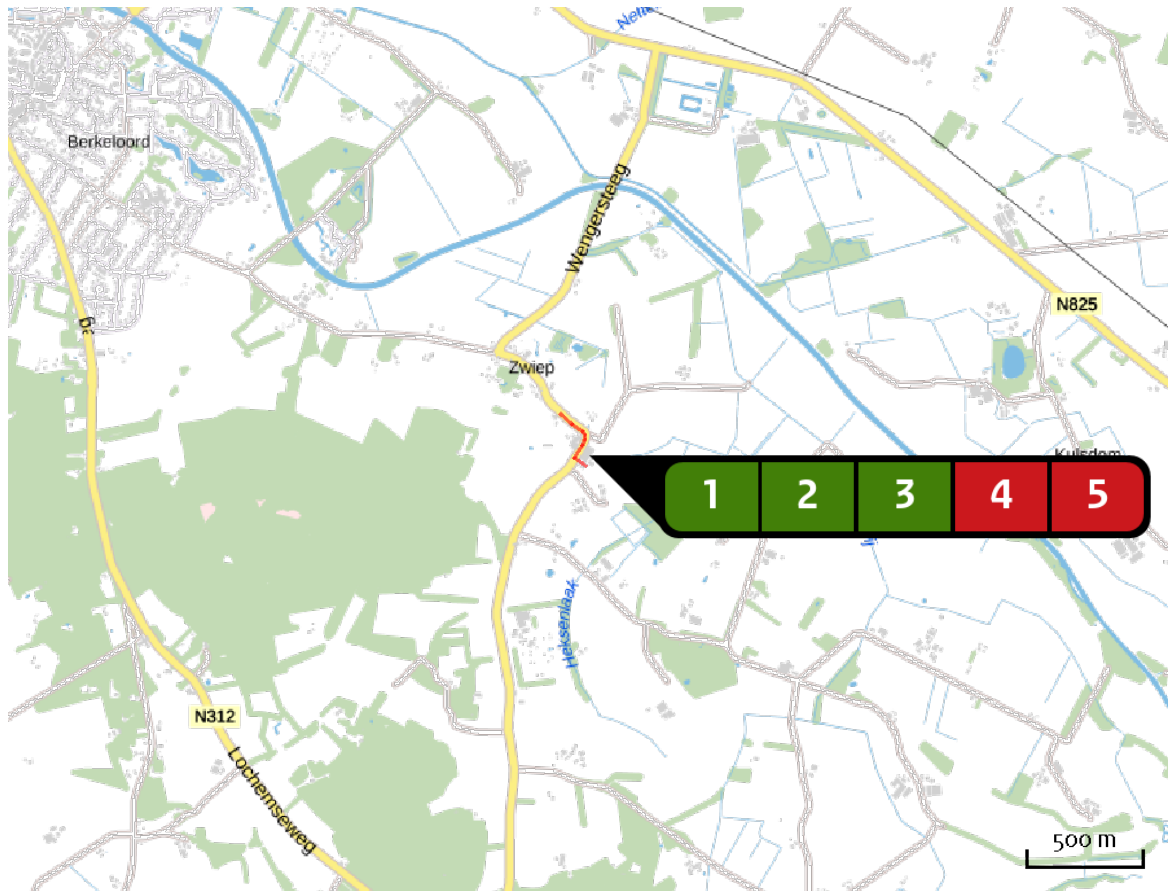 Berkeloord
Wengersteeg
N825
Zwiep
Kulsdom
1 2 3 4 5
Heksenlaak
N312
Lochemseweg
500 m